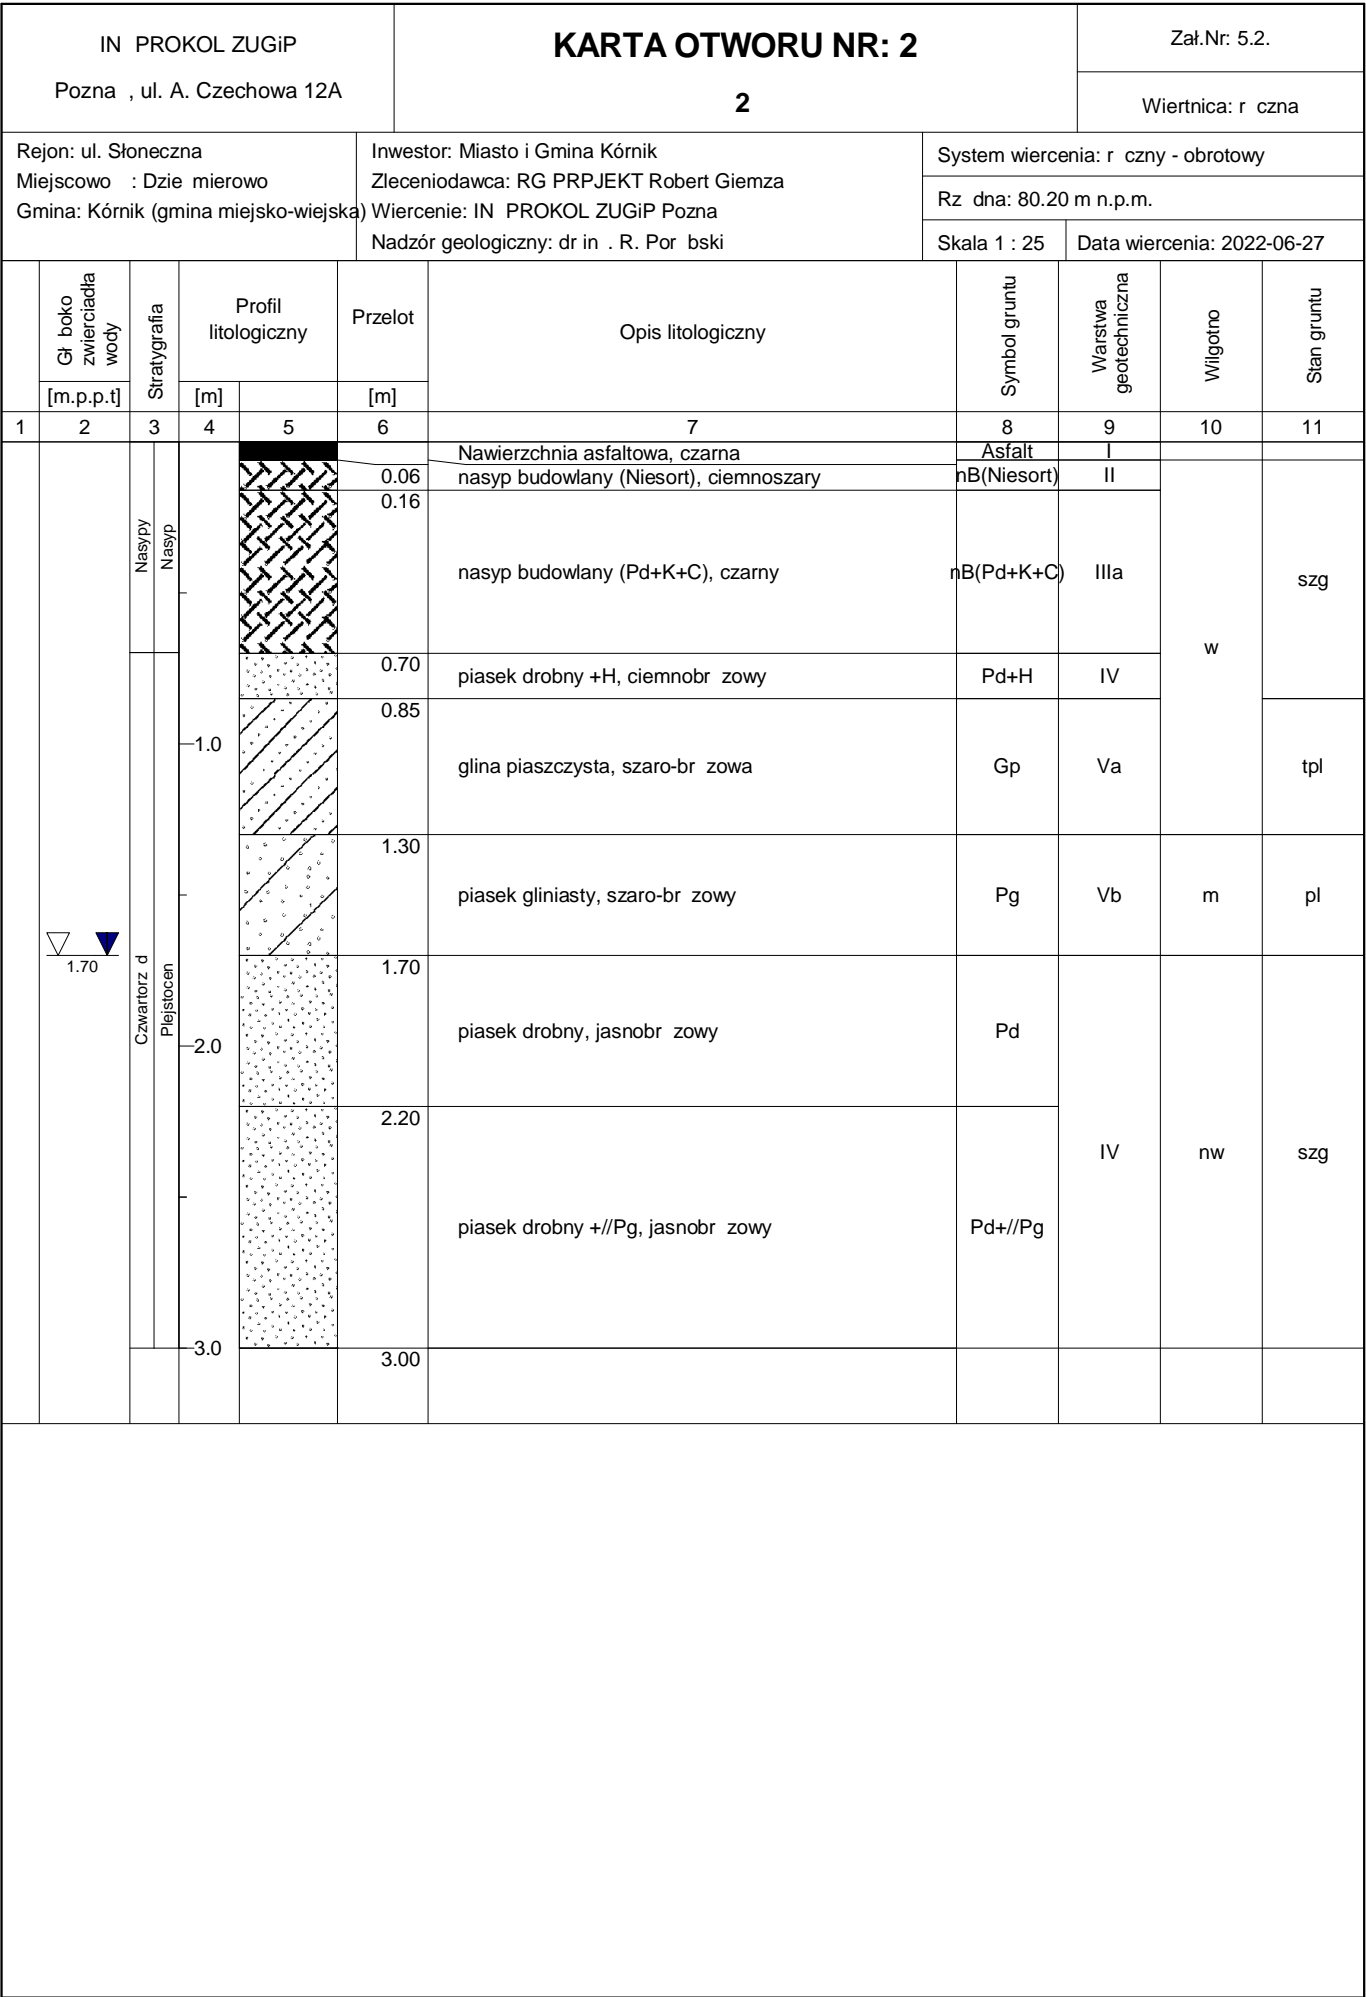 IN PROKOL ZUGiP
Pozna , ul. A. Czechowa 12A
KARTA OTWORU NR: 2
2
Zał.Nr: 5.2.
Wiertnica: r czna
Rejon: ul. Słoneczna
Miejscowo : Dzie mierowo
Gmina: Kórnik (gmina miejsko-wiejska)
Inwestor: Miasto i Gmina Kórnik
Zleceniodawca: RG PRPJEKT Robert Giemza
Wiercenie: IN PROKOL ZUGiP Pozna
Nadzór geologiczny: dr in . R. Por bski
System wiercenia: r czny - obrotowy
Rz dna: 80.20 m n.p.m.
Skala 1 : 25
Data wiercenia: 2022-06-27
Gł boko
zwierciadła
wody
[m.p.p.t]
Stratygrafia
Profil
litologiczny
[m]
Przelot
[m]
Opis litologiczny
Symbol gruntu
Warstwa
geotechniczna
Wilgotno
Stan gruntu
1 2 3 4 5 6 7 8 9 10 11
Nawierzchnia asfaltowa, czarna Asfalt I
0.06 nasyp budowlany (Niesort), ciemnoszary nB(Niesort) II
0.16
Nasypy
Nasyp
nasyp budowlany (Pd+K+C), czarny nB(Pd+K+C) IIIa
szg
w
0.70 piasek drobny +H, ciemnobr zowy Pd+H IV
0.85
1.0
glina piaszczysta, szaro-br zowa Gp Va tpl
1.30
piasek gliniasty, szaro-br zowy Pg Vb m pl
1.70
1.70
Czwartorz d
Plejstocen
2.0
piasek drobny, jasnobr zowy Pd
2.20
IV nw szg
piasek drobny +//Pg, jasnobr zowy Pd+//Pg
3.0
3.00